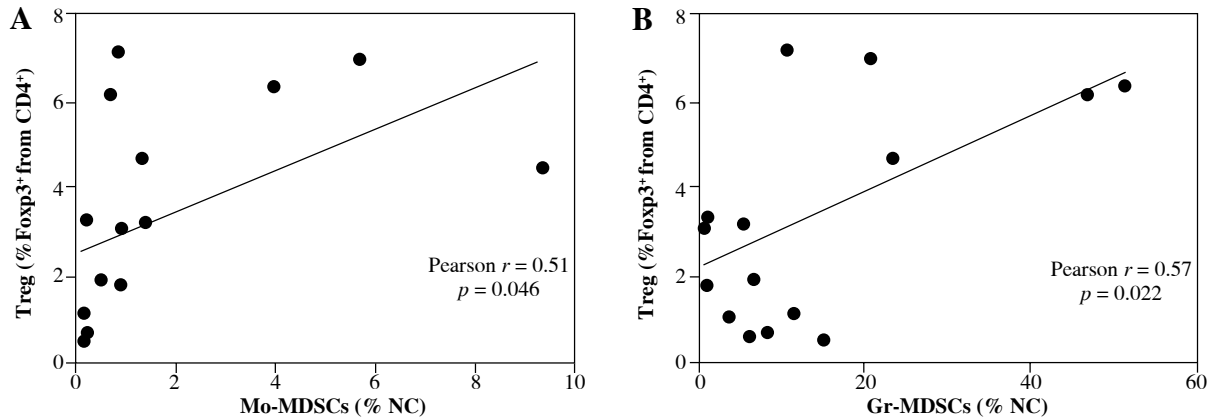 A
8
6
4
2
0
Treg (%Foxp3⁺ from CD4⁺)
Pearson r = 0.51
p = 0.046
0 2 4 6 8 10
Mo-MDSCs (% NC)
B
8
6
4
2
0
Treg (%Foxp3⁺ from CD4⁺)
Pearson r = 0.57
p = 0.022
0 20 40 60
Gr-MDSCs (% NC)